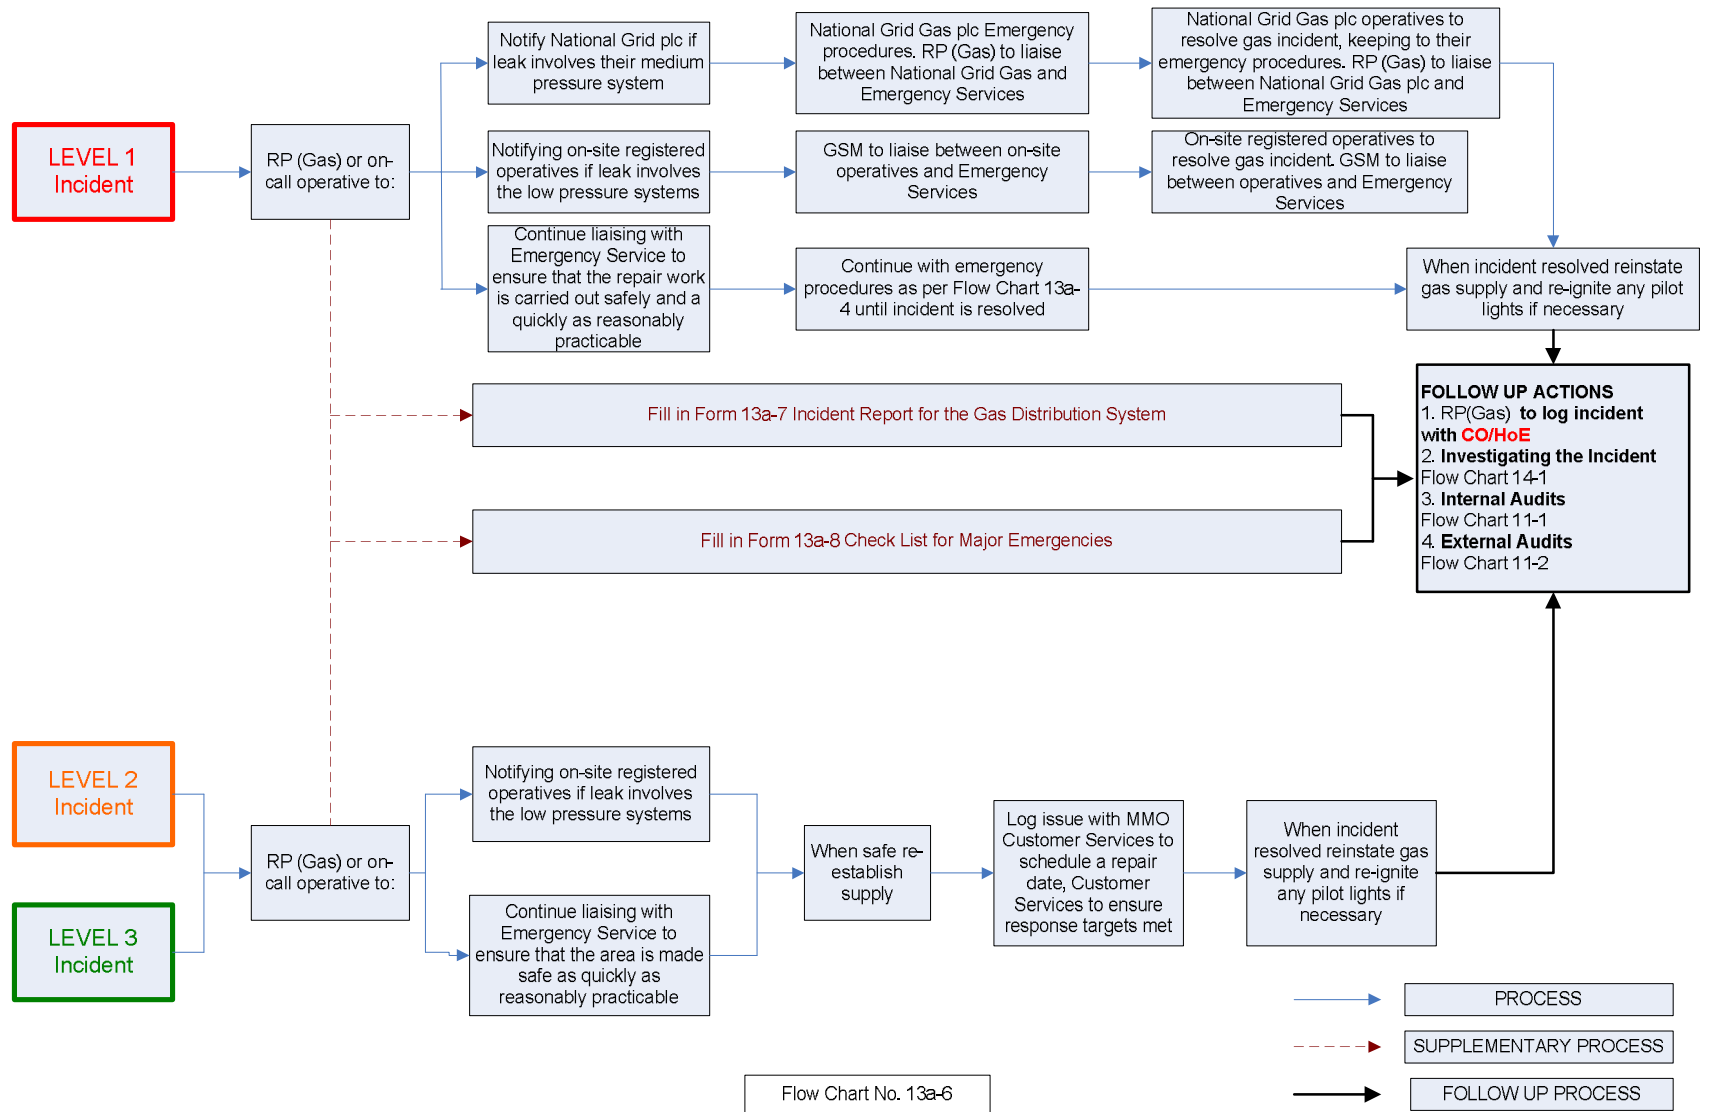 LEVEL 1
Incident
RP (Gas) or on-
call operative to:
Notify National Grid plc if
leak involves their medium
pressure system
National Grid Gas plc Emergency
procedures. RP (Gas) to liaise
between National Grid Gas and
Emergency Services
National Grid Gas plc operatives to
resolve gas incident, keeping to their
emergency procedures. RP (Gas) to liaise
between National Grid Gas plc and
Emergency Services
Notifying on-site registered
operatives if leak involves
the low pressure systems
GSM to liaise between on-site
operatives and Emergency
Services
On-site registered operatives to
resolve gas incident. GSM to liaise
between operatives and Emergency
Services
Continue liaising with
Emergency Service to
ensure that the repair work
is carried out safely and a
quickly as reasonably
practicable
Continue with emergency
procedures as per Flow Chart 13a-
4 until incident is resolved
When incident resolved reinstate
gas supply and re-ignite any pilot
lights if necessary
Fill in Form 13a-7 Incident Report for the Gas Distribution System
Fill in Form 13a-8 Check List for Major Emergencies
FOLLOW UP ACTIONS
1. RP(Gas) to log incident
with CO/HoE
2. Investigating the Incident
Flow Chart 14-1
3. Internal Audits
Flow Chart 11-1
4. External Audits
Flow Chart 11-2
LEVEL 2
Incident
LEVEL 3
Incident
RP (Gas) or on-
call operative to:
Notifying on-site registered
operatives if leak involves
the low pressure systems
Continue liaising with
Emergency Service to
ensure that the area is made
safe as quickly as
reasonably practicable
When safe re-
establish
supply
Log issue with MMO
Customer Services to
schedule a repair
date, Customer
Services to ensure
response targets met
When incident
resolved reinstate gas
supply and re-ignite
any pilot lights if
necessary
PROCESS
SUPPLEMENTARY PROCESS
FOLLOW UP PROCESS
Flow Chart No. 13a-6